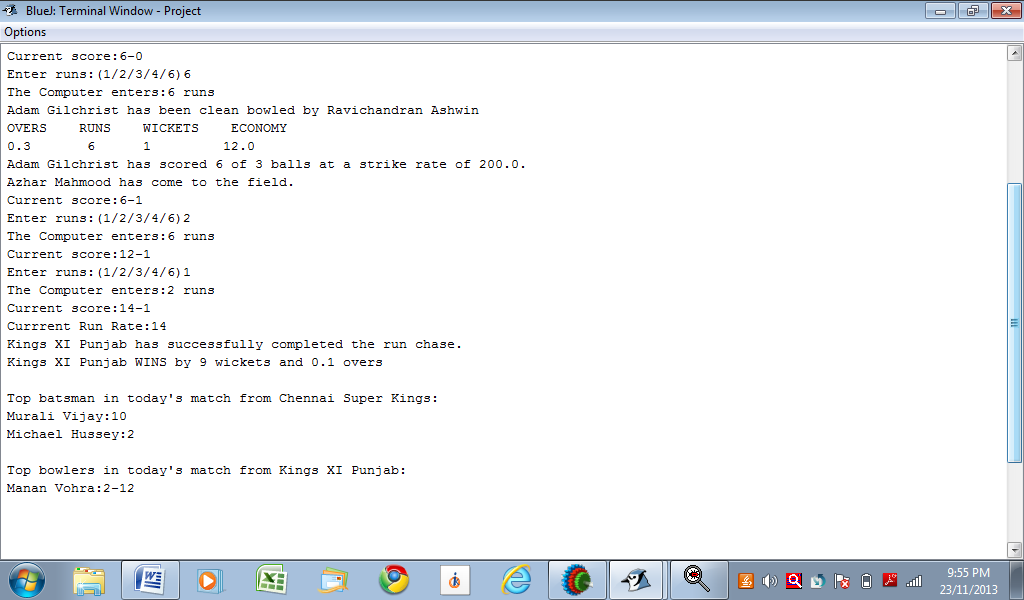 BlueJ: Terminal Window - Project
Options
Current score:6-0
Enter runs:(1/2/3/4/6)6
The Computer enters:6 runs
Adam Gilchrist has been clean bowled by Ravichandran Ashwin
OVERS    RUNS    WICKETS    ECONOMY
0.3       6      1         12.0
Adam Gilchrist has scored 6 of 3 balls at a strike rate of 200.0.
Azhar Mahmood has come to the field.
Current score:6-1
Enter runs:(1/2/3/4/6)2
The Computer enters:6 runs
Current score:12-1
Enter runs:(1/2/3/4/6)1
The Computer enters:2 runs
Current score:14-1
Currrent Run Rate:14
Kings XI Punjab has successfully completed the run chase.
Kings XI Punjab WINS by 9 wickets and 0.1 overs
Top batsman in today's match from Chennai Super Kings:
Murali Vijay:10
Michael Hussey:2
Top bowlers in today's match from Kings XI Punjab:
Manan Vohra:2-12
9:55 PM
23/11/2013